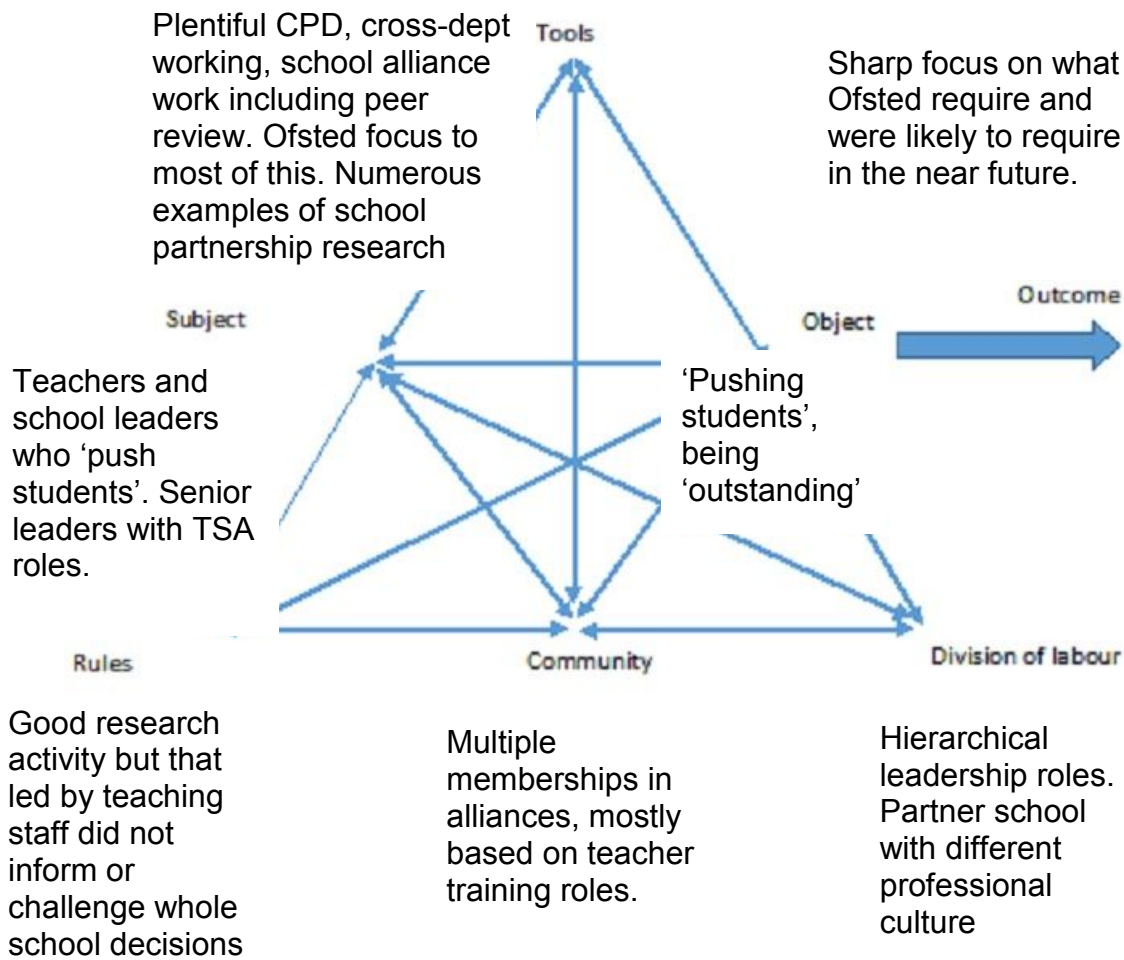 Plentiful CPD, cross-dept
working, school alliance
work including peer
review. Ofsted focus to
most of this. Numerous
examples of school
partnership research
Tools
Sharp focus on what
Ofsted require and
were likely to require
in the near future.
Subject
Object
Outcome
Teachers and
school leaders
who ‘push
students’. Senior
leaders with TSA
roles.
‘Pushing
students’,
being
‘outstanding’
Rules
Community
Division of labour
Good research
activity but that
led by teaching
staff did not
inform or
challenge whole
school decisions
Multiple
memberships in
alliances, mostly
based on teacher
training roles.
Hierarchical
leadership roles.
Partner school
with different
professional
culture